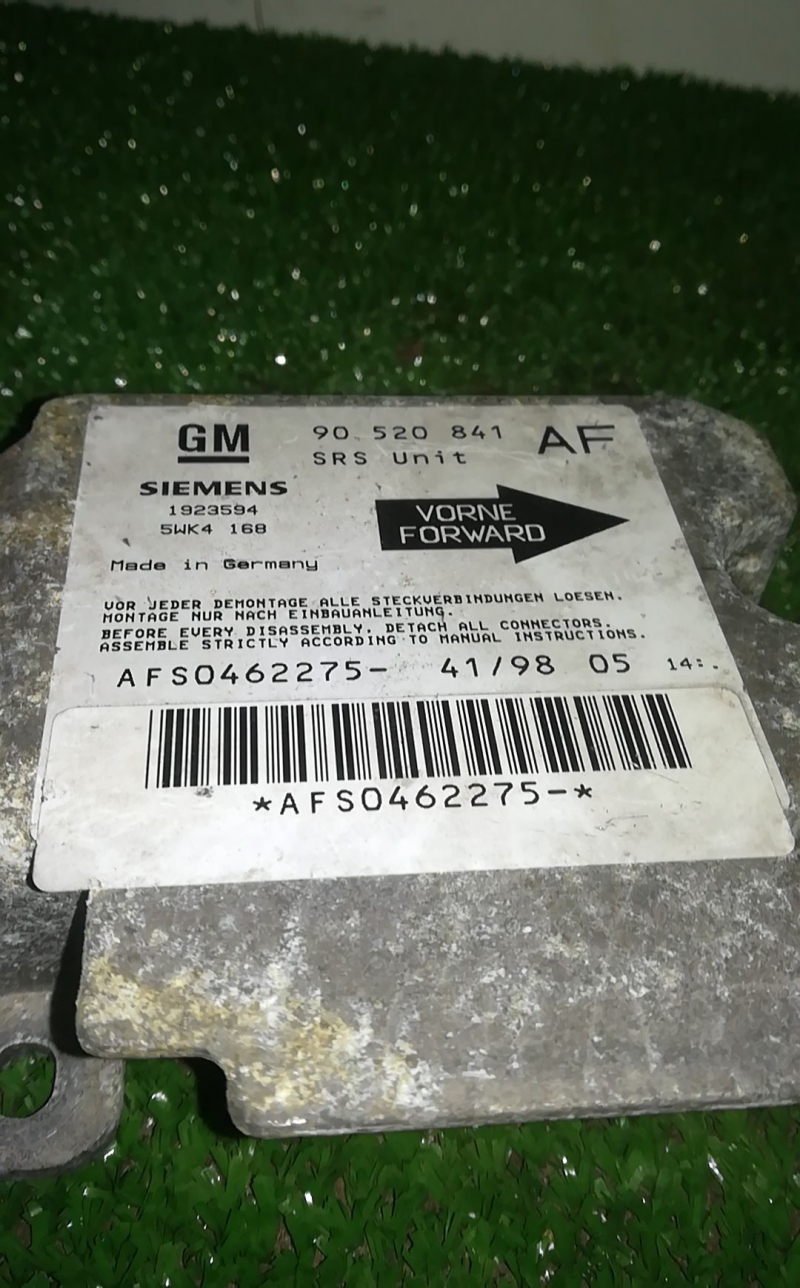 GM
90 520 841 AF
SRS Unit
SIEMENS
1923594
5WK4 168
VORNE
FORWARD
Made in Germany
VOR JEDER DEMONTAGE ALLE STECKVERBINDUNGEN LOESEN.
MONTAGE NUR NACH EINBAUANLEITUNG.
BEFORE EVERY DISASSEMBLY, DETACH ALL CONNECTORS.
ASSEMBLE STRICTLY ACCORDING TO MANUAL INSTRUCTIONS.
AFS0462275- 41/98 05 14:
*AFS0462275-*